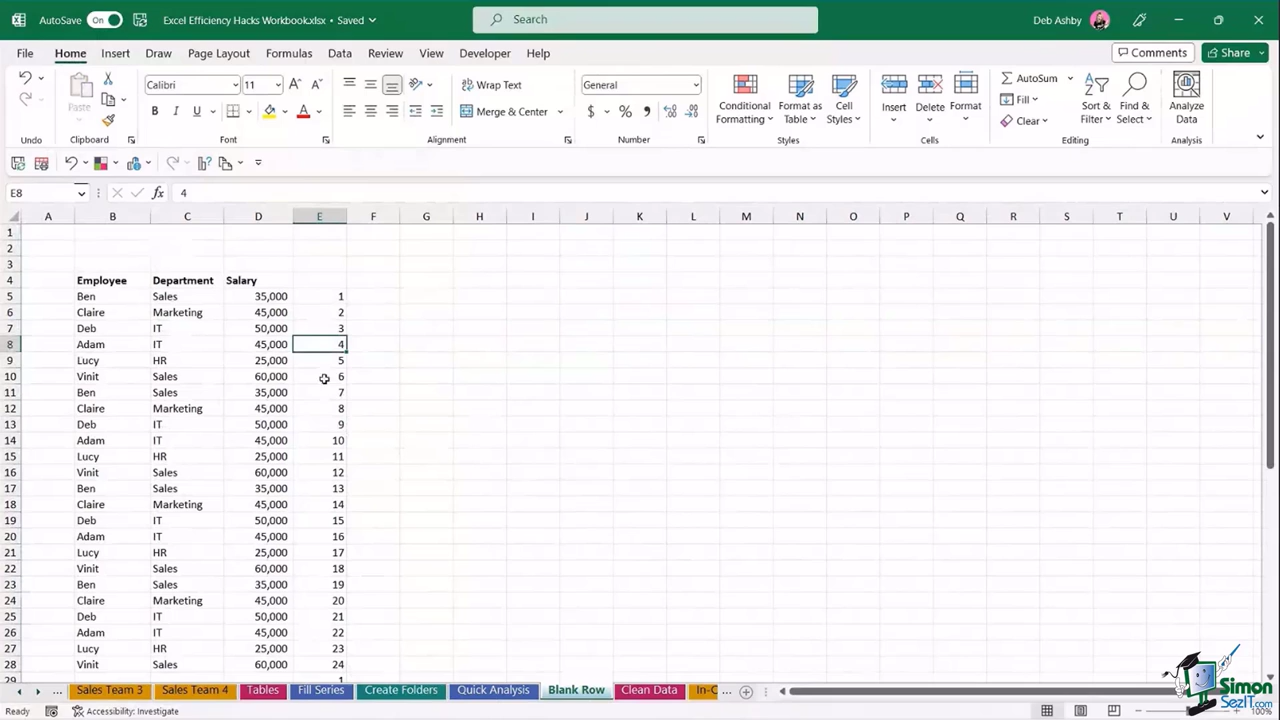 AutoSave On Excel Efficiency Hacks Workbook.xlsx • Saved Search Deb Ashby
File Home Insert Draw Page Layout Formulas Data Review View Developer Help Comments Share
Calibri 11 Wrap Text General Conditional Formatting Format as Table Cell Styles Insert Delete Format AutoSum Sort & Filter Find & Select Analyze Data
Paste B I U Merge & Center $ % Fill
Clear
Undo Clipboard Font Alignment Number Styles Cells Editing Analysis
E8 fx 4
A B C D E F G H I J K L M N O P Q R S T U V
1
2
3
4 Employee Department Salary
5 Ben Sales 35,000 1
6 Claire Marketing 45,000 2
7 Deb IT 50,000 3
8 Adam IT 45,000 4
9 Lucy HR 25,000 5
10 Vinit Sales 60,000 6
11 Ben Sales 35,000 7
12 Claire Marketing 45,000 8
13 Deb IT 50,000 9
14 Adam IT 45,000 10
15 Lucy HR 25,000 11
16 Vinit Sales 60,000 12
17 Ben Sales 35,000 13
18 Claire Marketing 45,000 14
19 Deb IT 50,000 15
20 Adam IT 45,000 16
21 Lucy HR 25,000 17
22 Vinit Sales 60,000 18
23 Ben Sales 35,000 19
24 Claire Marketing 45,000 20
25 Deb IT 50,000 21
26 Adam IT 45,000 22
27 Lucy HR 25,000 23
28 Vinit Sales 60,000 24
29 1
... Sales Team 3 Sales Team 4 Tables Fill Series Create Folders Quick Analysis Blank Row Clean Data In-C ...
Simon SezIT.com
Ready Accessibility: Investigate 100%